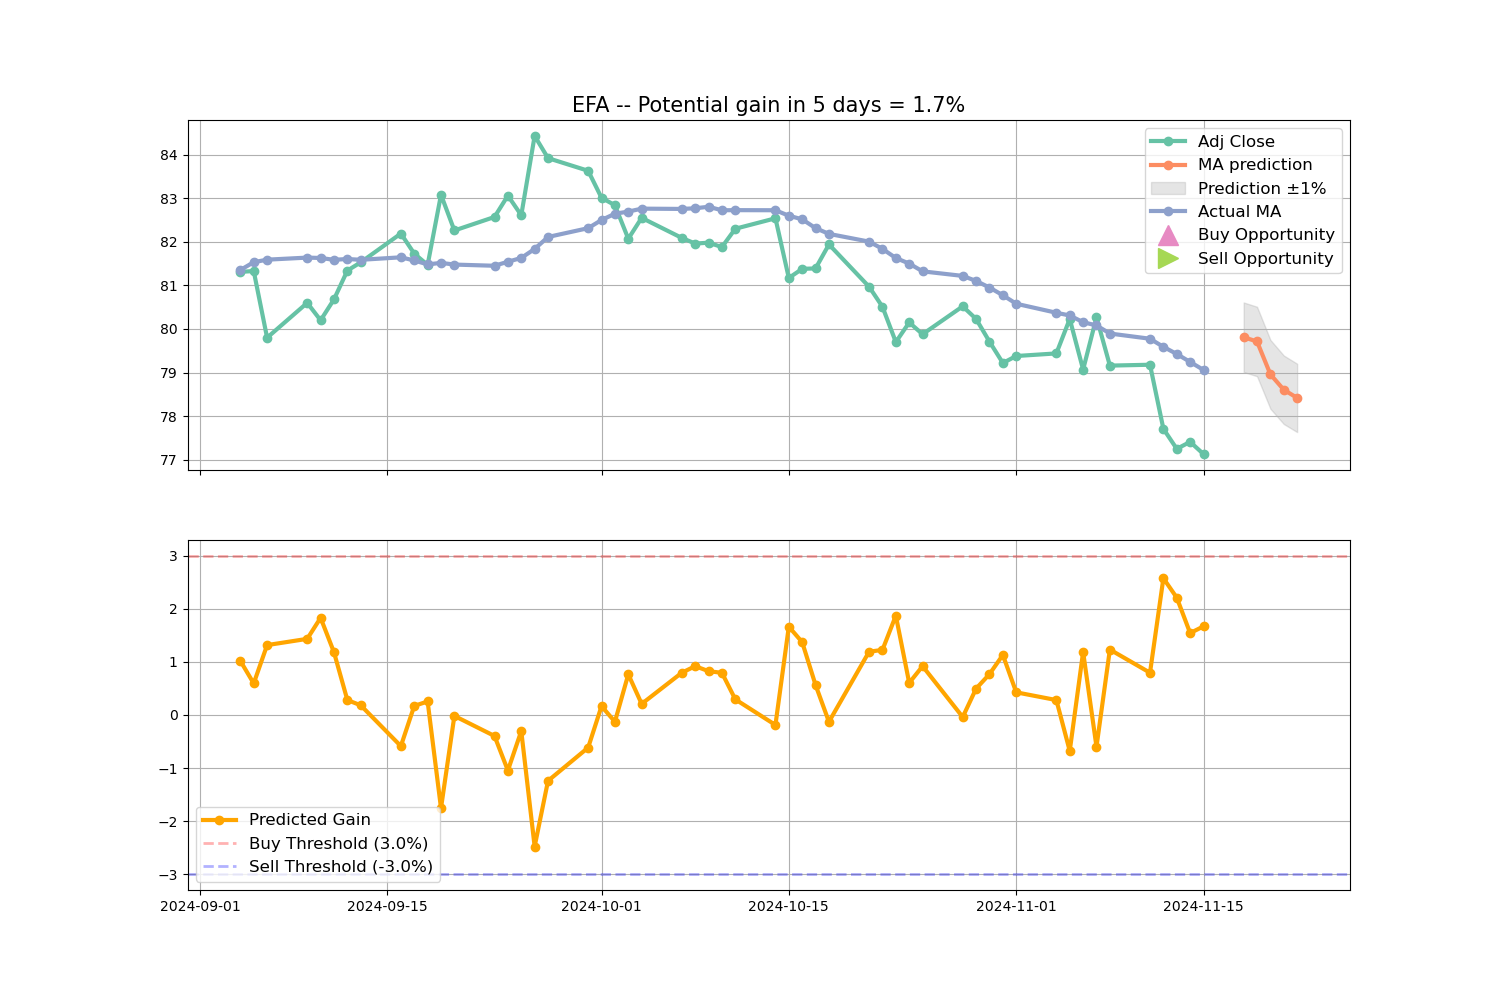 EFA -- Potential gain in 5 days = 1.7%
84
83
82
81
80
79
78
77
Adj Close
MA prediction
Prediction ±1%
Actual MA
Buy Opportunity
Sell Opportunity
3
2
1
0
−1
−2
−3
Predicted Gain
Buy Threshold (3.0%)
Sell Threshold (-3.0%)
2024-09-01
2024-09-15
2024-10-01
2024-10-15
2024-11-01
2024-11-15